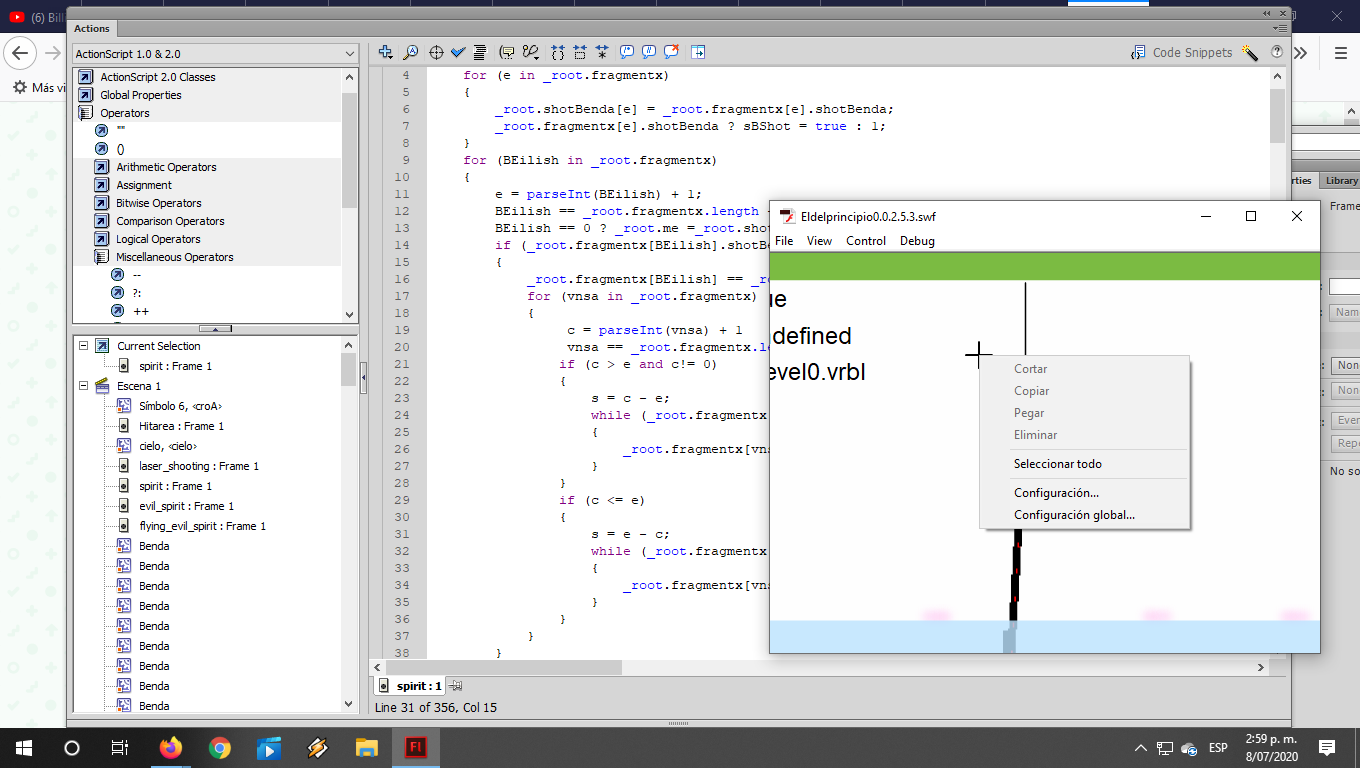 (6) Bill
Más vi
Actions
ActionScript 1.0 & 2.0
ActionScript 2.0 Classes
Global Properties
Operators
""
()
Arithmetic Operators
Assignment
Bitwise Operators
Comparison Operators
Logical Operators
Miscellaneous Operators
--
?:
++
Current Selection
spirit : Frame 1
Escena 1
Símbolo 6, <croA>
Hitarea : Frame 1
cielo, <cielo>
laser_shooting : Frame 1
spirit : Frame 1
evil_spirit : Frame 1
flying_evil_spirit : Frame 1
Benda
Benda
Benda
Benda
Benda
Benda
Benda
Benda
Benda
Code Snippets
4 for (e in _root.fragmentx)
5 {
6 _root.shotBenda[e] = _root.fragmentx[e].shotBenda;
7 _root.fragmentx[e].shotBenda ? sBShot = true : 1;
8 }
9 for (BEilish in _root.fragmentx)
10 {
11 e = parseInt(BEilish) + 1;
12 BEilish == _root.fragmentx.length
13 BEilish == 0 ? _root.me =_root.shot
14 if (_root.fragmentx[BEilish].shotBe
15 {
16 _root.fragmentx[BEilish] == _r
17 for (vnsa in _root.fragmentx)
18 {
19 c = parseInt(vnsa) + 1
20 vnsa == _root.fragmentx.le
21 if (c > e and c!= 0)
22 {
23 s = c - e;
24 while (_root.fragmentx
25 {
26 _root.fragmentx[vns
27 }
28 }
29 if (c <= e)
30 {
31 s = e - c;
32 while (_root.fragmentx
33 {
34 _root.fragmentx[vns
35 }
36 }
37 }
38 }
spirit : 1
Line 31 of 356, Col 15
Eldelprincipio0.0.2.5.3.swf
File View Control Debug
ue
defined
evel0.vrbl
Cortar
Copiar
Pegar
Eliminar
Seleccionar todo
Configuración...
Configuración global...
rties Library
Frame
Nam
Non
Non
Ever
Repe
No so
Fl
ESP
2:59 p. m.
8/07/2020